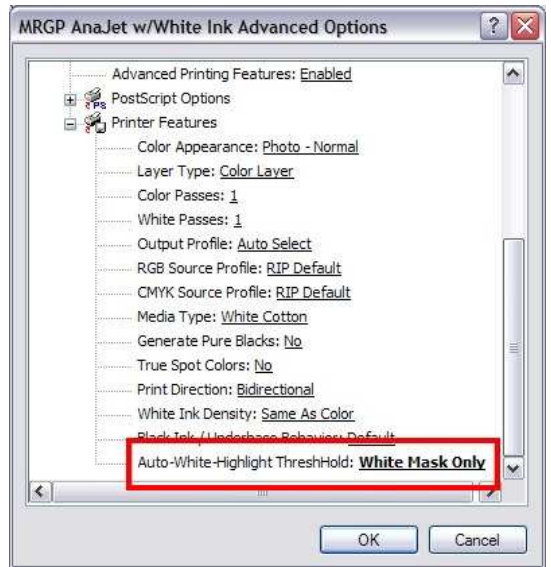 MRGP AnaJet w/White Ink Advanced Options
Advanced Printing Features: Enabled
PostScript Options
Printer Features
Color Appearance: Photo - Normal
Layer Type: Color Layer
Color Passes: 1
White Passes: 1
Output Profile: Auto Select
RGB Source Profile: RIP Default
CMYK Source Profile: RIP Default
Media Type: White Cotton
Generate Pure Blacks: No
True Spot Colors: No
Print Direction: Bidirectional
White Ink Density: Same As Color
Black Ink / Underbase Behavior: Default
Auto-White-Highlight ThreshHold: White Mask Only
OK
Cancel